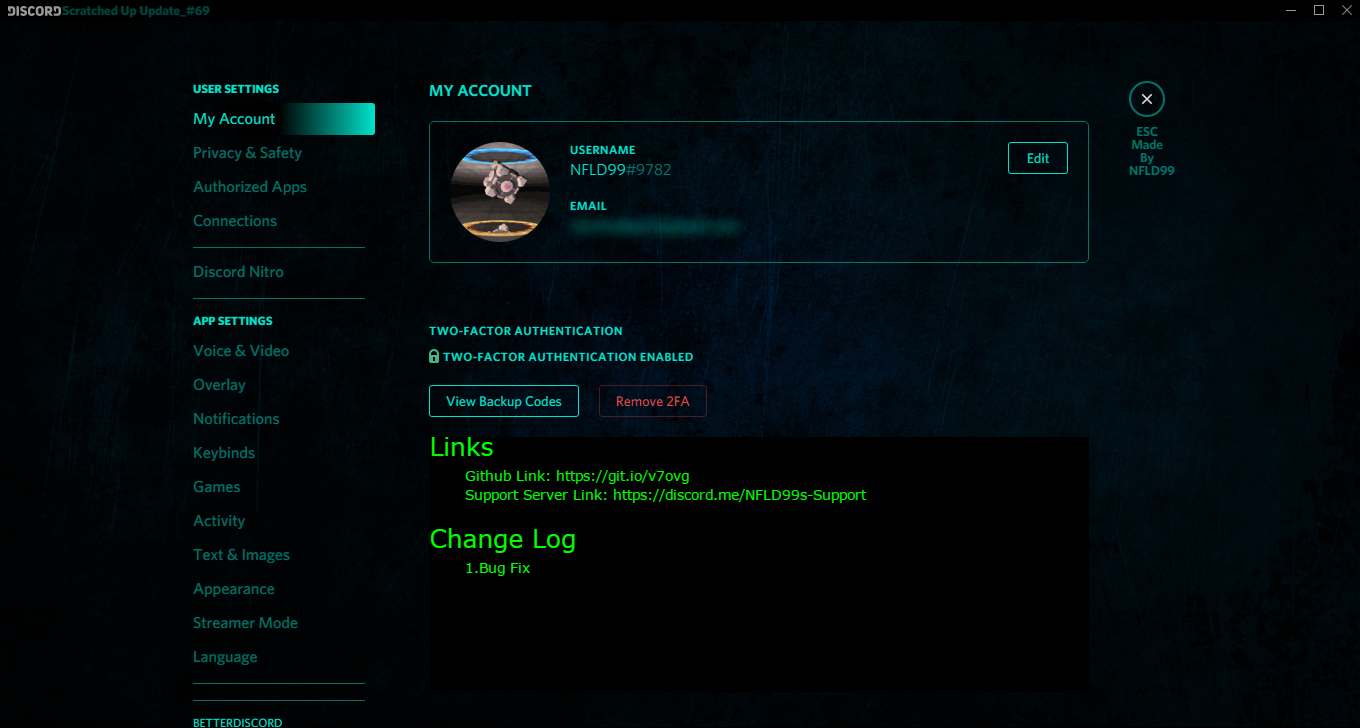 DISCORD Scratched Up Update_#69
USER SETTINGS
My Account
Privacy & Safety
Authorized Apps
Connections
Discord Nitro
APP SETTINGS
Voice & Video
Overlay
Notifications
Keybinds
Games
Activity
Text & Images
Appearance
Streamer Mode
Language
BETTERDISCORD
MY ACCOUNT
USERNAME
NFLD99#9782
Edit
EMAIL
TWO-FACTOR AUTHENTICATION
TWO-FACTOR AUTHENTICATION ENABLED
View Backup Codes
Remove 2FA
Links
Github Link: https://git.io/v7ovg
Support Server Link: https://discord.me/NFLD99s-Support
Change Log
1.Bug Fix
ESC
Made
By
NFLD99